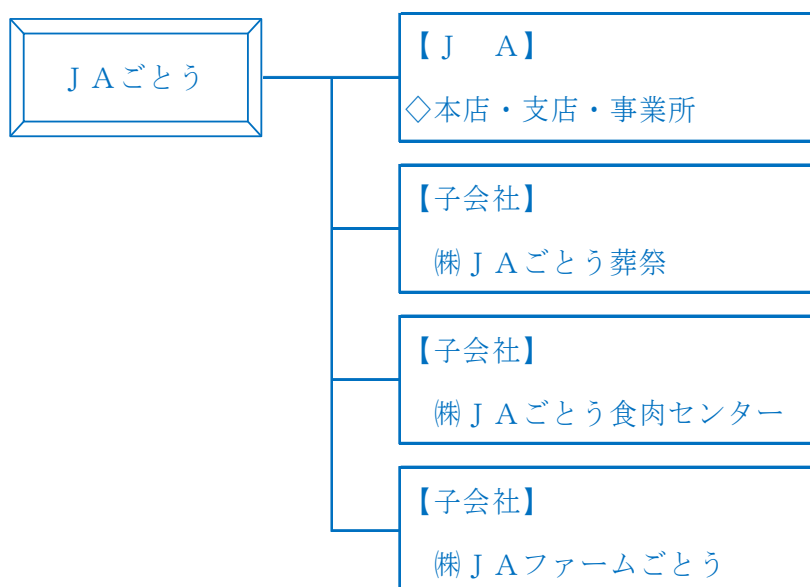 ＪＡごとう
【Ｊ　Ａ】
◇本店・支店・事業所
【子会社】
㈱ＪＡごとう葬祭
【子会社】
㈱ＪＡごとう食肉センター
【子会社】
㈱ＪＡファームごとう